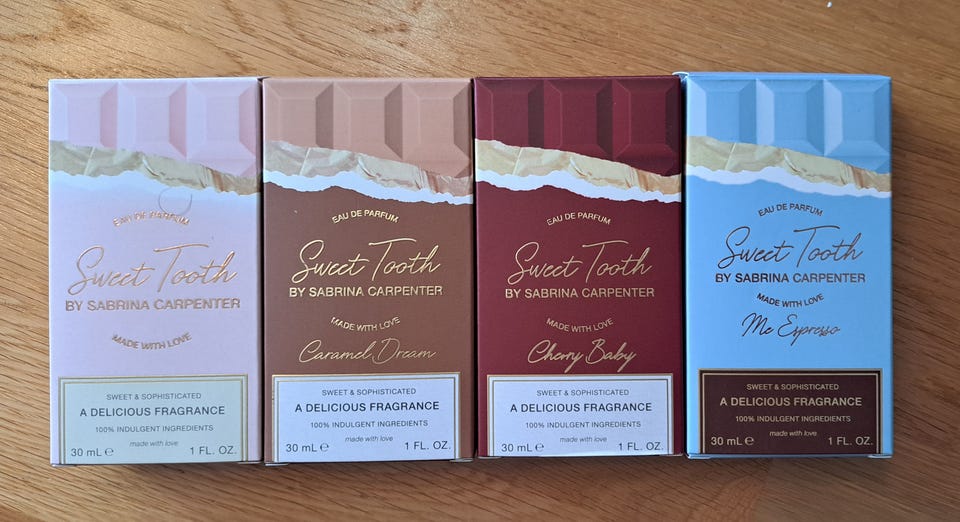 EAU DE PARFUM
Sweet Tooth
BY SABRINA CARPENTER
MADE WITH LOVE
SWEET & SOPHISTICATED
A DELICIOUS FRAGRANCE
100% INDULGENT INGREDIENTS
made with love
30 mL ℮ 1 FL. OZ.
EAU DE PARFUM
Sweet Tooth
BY SABRINA CARPENTER
MADE WITH LOVE
Caramel Dream
SWEET & SOPHISTICATED
A DELICIOUS FRAGRANCE
100% INDULGENT INGREDIENTS
made with love
30 mL ℮ 1 FL. OZ.
EAU DE PARFUM
Sweet Tooth
BY SABRINA CARPENTER
MADE WITH LOVE
Cherry Baby
SWEET & SOPHISTICATED
A DELICIOUS FRAGRANCE
100% INDULGENT INGREDIENTS
made with love
30 mL ℮ 1 FL. OZ.
EAU DE PARFUM
Sweet Tooth
BY SABRINA CARPENTER
MADE WITH LOVE
Me Espresso
SWEET & SOPHISTICATED
A DELICIOUS FRAGRANCE
100% INDULGENT INGREDIENTS
made with love
30 mL ℮ 1 FL. OZ.